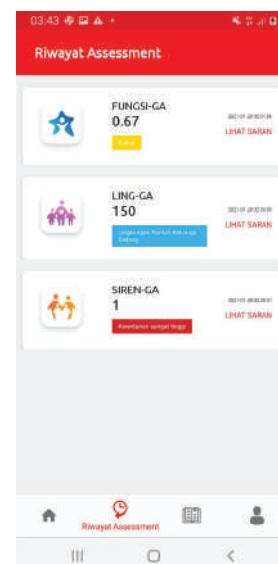 03:43
Riwayat Assessment
FUNGSI-GA
0.67
LIHAT SARAN
LING-GA
150
LIHAT SARAN
SIREN-GA
1
Kerentanan sangat tinggi
LIHAT SARAN
Riwayat Assessment